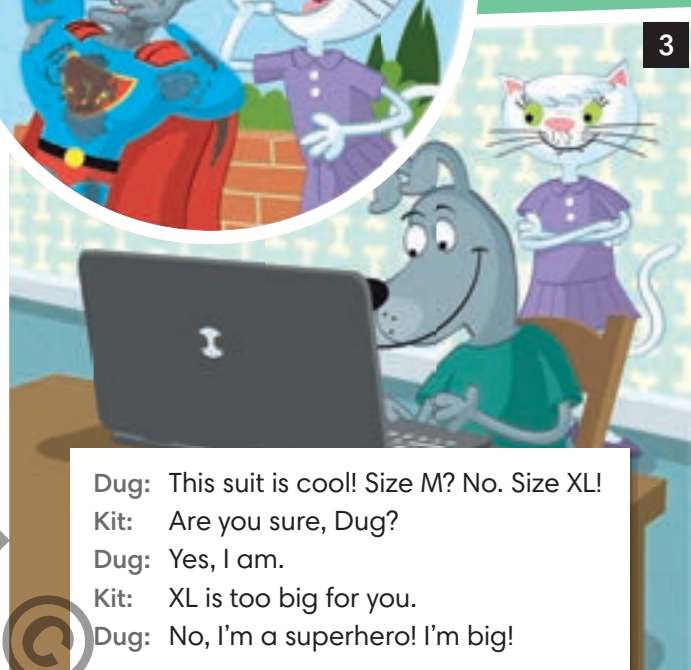 3
Dug: This suit is cool! Size M? No. Size XL!
Kit: Are you sure, Dug?
Dug: Yes, I am.
Kit: XL is too big for you.
Dug: No, I'm a superhero! I'm big!
©